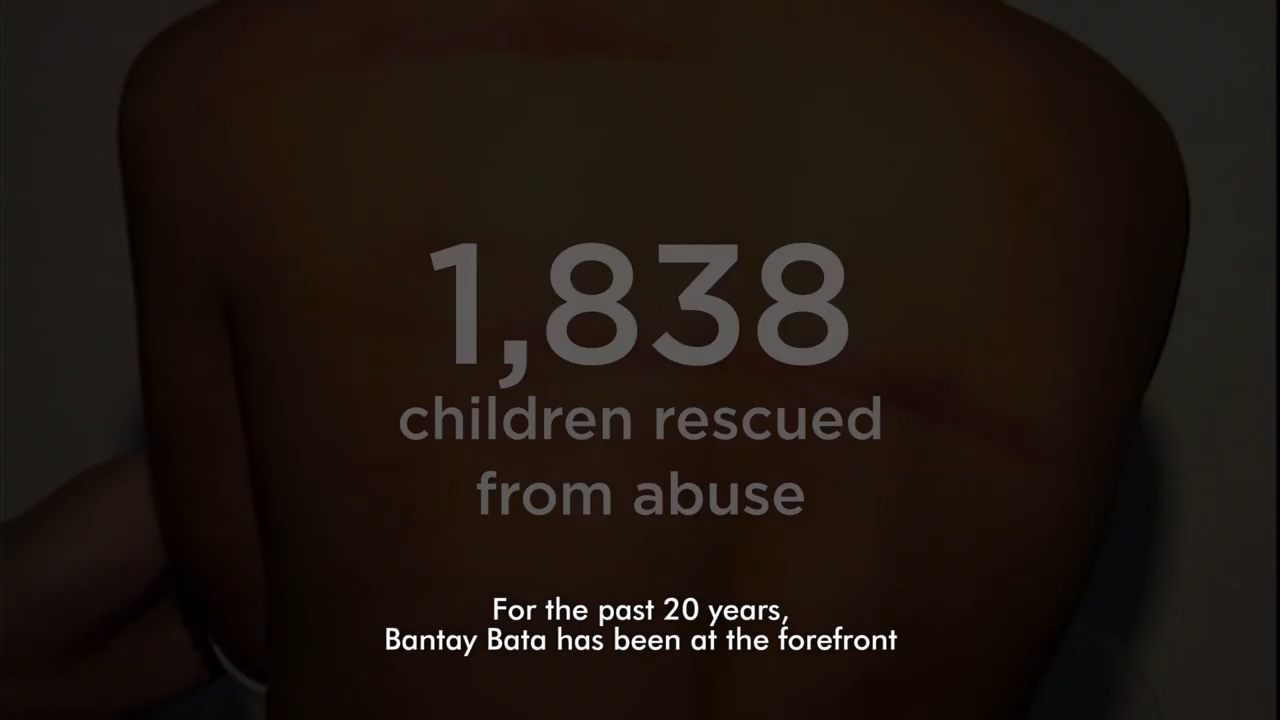 1,838
children rescued
from abuse
For the past 20 years,
Bantay Bata has been at the forefront